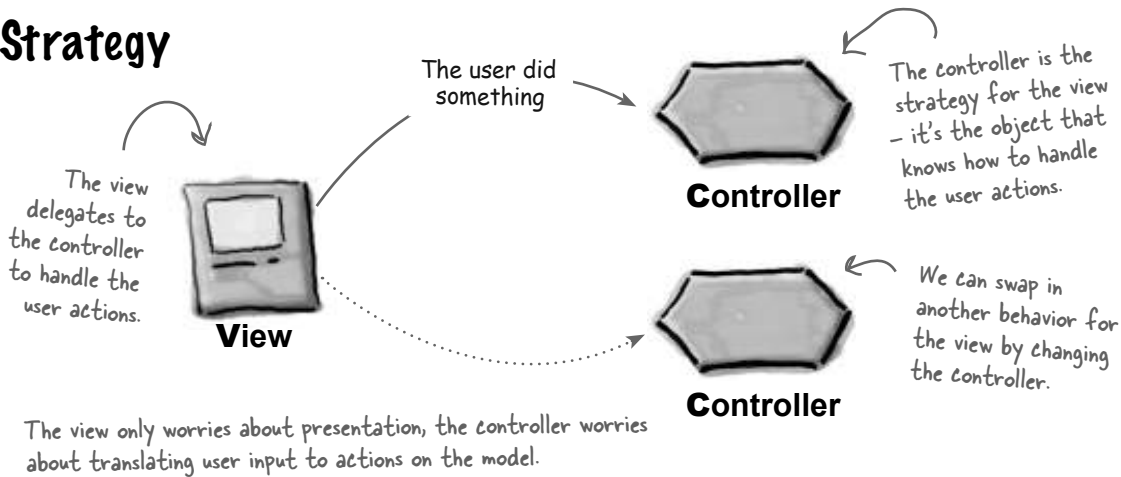 Strategy
The view
delegates to
the controller
to handle the
user actions.
View
The user did
something
Controller
The controller is the
strategy for the view
– it's the object that
knows how to handle
the user actions.
Controller
We can swap in
another behavior for
the view by changing
the controller.
The view only worries about presentation, the controller worries
about translating user input to actions on the model.